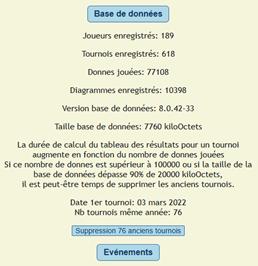 Base de données
Joueurs enregistrés: 189
Tournois enregistrés: 618
Donnes jouées: 77108
Diagrammes enregistrés: 10398
Version base de données: 8.0.42-33
Taille base de données: 7760 kiloOctets
La durée de calcul du tableau des résultats pour un tournoi
augmente en fonction du nombre de donnes jouées
Si ce nombre de donnes est supérieur à 100000 ou si la taille de la
base de données dépasse 90% de 20000 kiloOctets,
il est peut-être temps de supprimer les anciens tournois.
Date 1er tournoi: 03 mars 2022
Nb tournois même année: 76
Suppression 76 anciens tournois
Evénements